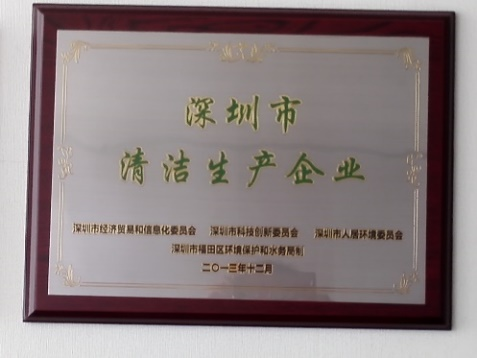 深圳市
清洁生产企业
深圳市经济贸易和信息化委员会 深圳市科技创新委员会 深圳市人居环境委员会
深圳市福田区环境保护和水务局制
二〇一三年十二月